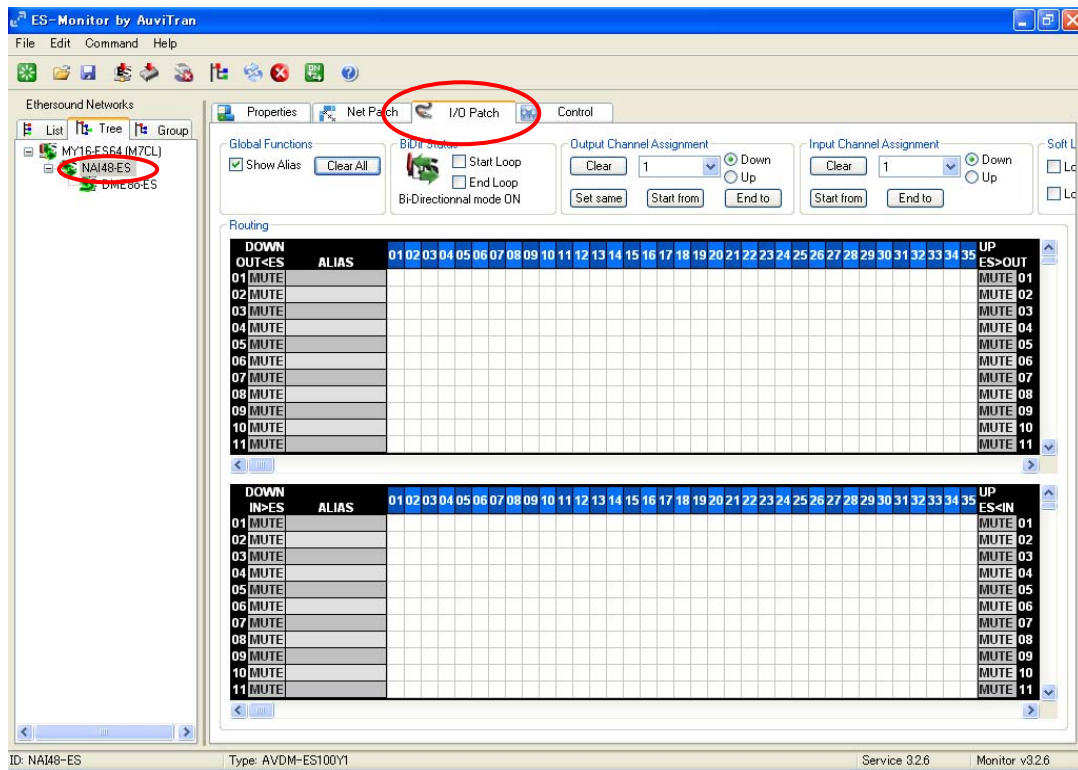 ES-Monitor by AuviTran
File Edit Command Help
Ethersound Networks
List Tree Group
MY16-ES64 (M7CL)
NAI48-ES
Properties Net Patch I/O Patch Control
Global Functions
Show Alias Clear All
BiDir Status
Start Loop
End Loop
Bi-Directionnal mode ON
Output Channel Assignment
Clear 1 Down
Up
Set same Start from End to
Input Channel Assignment
Clear 1 Down
Up
Start from End to
Soft L
Lo
Lo
Routing
DOWN
OUT<ES ALIAS 01 02 03 04 05 06 07 08 09 10 11 12 13 14 15 16 17 18 19 20 21 22 23 24 25 26 27 28 29 30 31 32 33 34 35 UP
ES>OUT
01 MUTE MUTE 01
02 MUTE MUTE 02
03 MUTE MUTE 03
04 MUTE MUTE 04
05 MUTE MUTE 05
06 MUTE MUTE 06
07 MUTE MUTE 07
08 MUTE MUTE 08
09 MUTE MUTE 09
10 MUTE MUTE 10
11 MUTE MUTE 11
DOWN
IN>ES ALIAS 01 02 03 04 05 06 07 08 09 10 11 12 13 14 15 16 17 18 19 20 21 22 23 24 25 26 27 28 29 30 31 32 33 34 35 UP
ES<IN
01 MUTE MUTE 01
02 MUTE MUTE 02
03 MUTE MUTE 03
04 MUTE MUTE 04
05 MUTE MUTE 05
06 MUTE MUTE 06
07 MUTE MUTE 07
08 MUTE MUTE 08
09 MUTE MUTE 09
10 MUTE MUTE 10
11 MUTE MUTE 11
ID: NAI48-ES Type: AVDM-ES100Y1 Service 3.2.6 Monitor v3.2.6